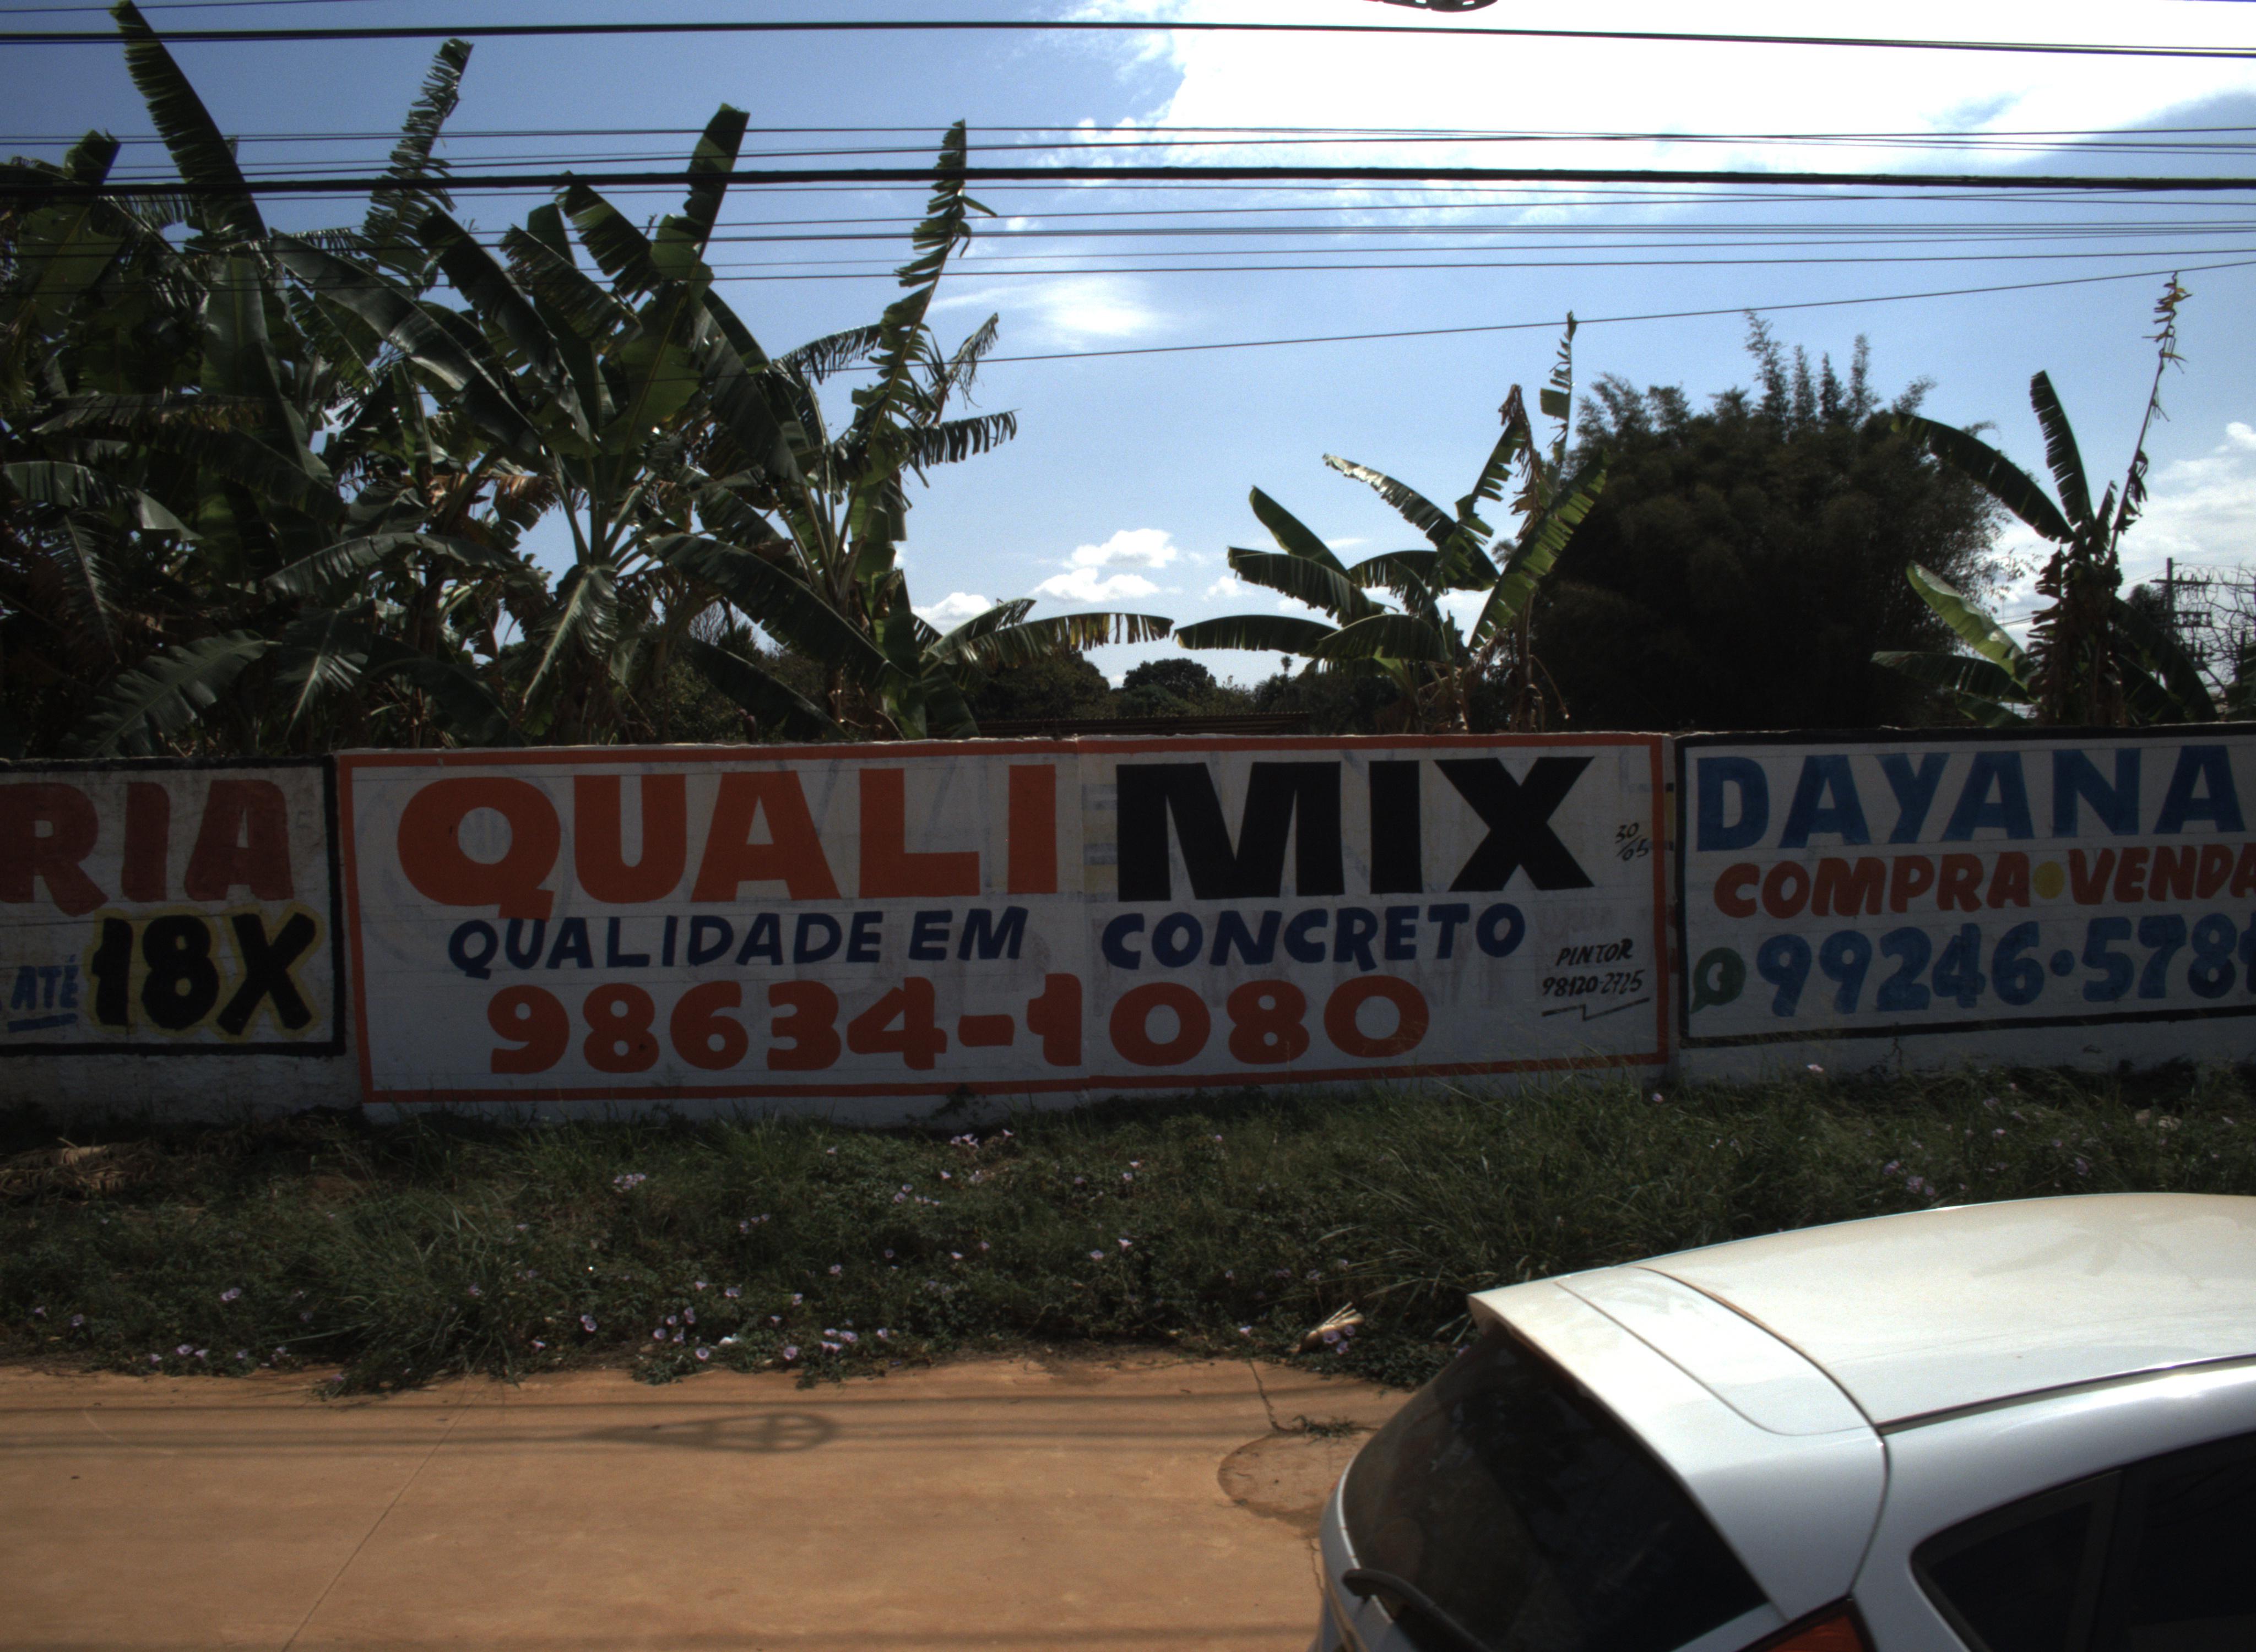 RIA
ATÉ 18X
QUALI MIX
30/65
QUALIDADE EM CONCRETO
98634-1080
PINTOR
98120-2725
DAYANA
COMPRA • VENDA
99246•578